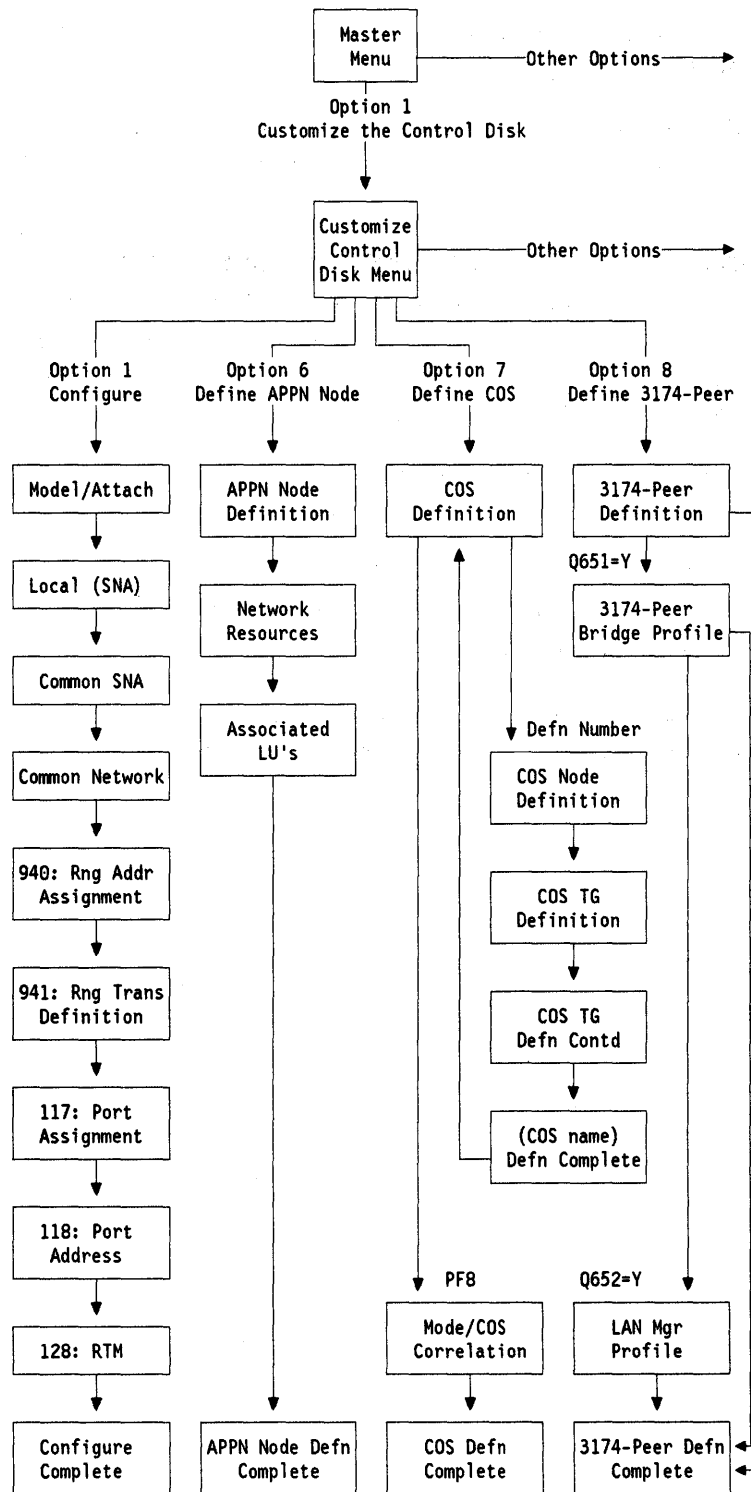 Master
Menu
Other Options
Option 1
Customize the Control Disk
Customize
Control
Disk Menu
Other Options
Option 1
Configure
Option 6
Define APPN Node
Option 7
Define COS
Option 8
Define 3174-Peer
Model/Attach
Local (SNA)
Common SNA
Common Network
940: Rng Addr
Assignment
941: Rng Trans
Definition
117: Port
Assignment
118: Port
Address
128: RTM
Configure
Complete
APPN Node
Definition
Network
Resources
Associated
LU's
APPN Node Defn
Complete
COS
Definition
Defn Number
COS Node
Definition
COS TG
Definition
COS TG
Defn Contd
(COS name)
Defn Complete
PF8
Mode/COS
Correlation
COS Defn
Complete
3174-Peer
Definition
Q651=Y
3174-Peer
Bridge Profile
Q652=Y
LAN Mgr
Profile
3174-Peer Defn
Complete